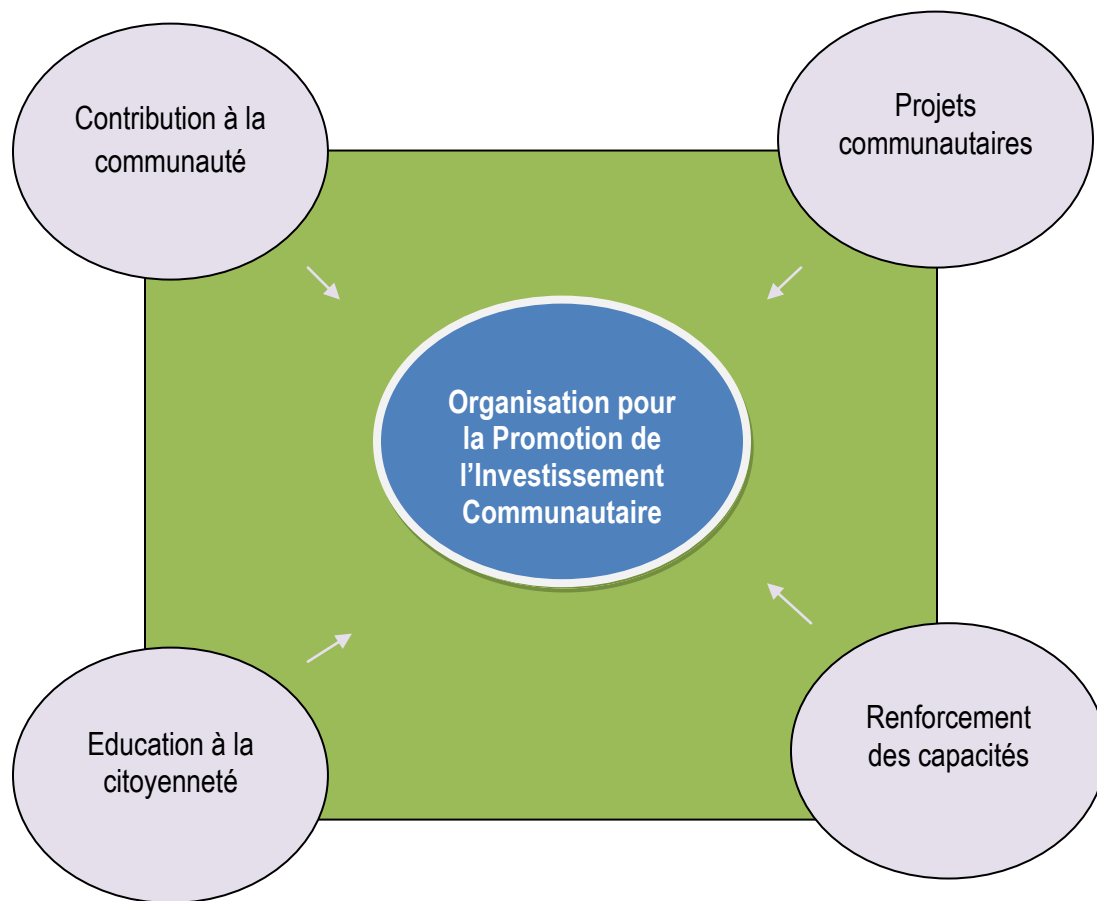 Contribution à la
communauté
Projets
communautaires
Organisation pour
la Promotion de
l’Investissement
Communautaire
Education à la
citoyenneté
Renforcement
des capacités